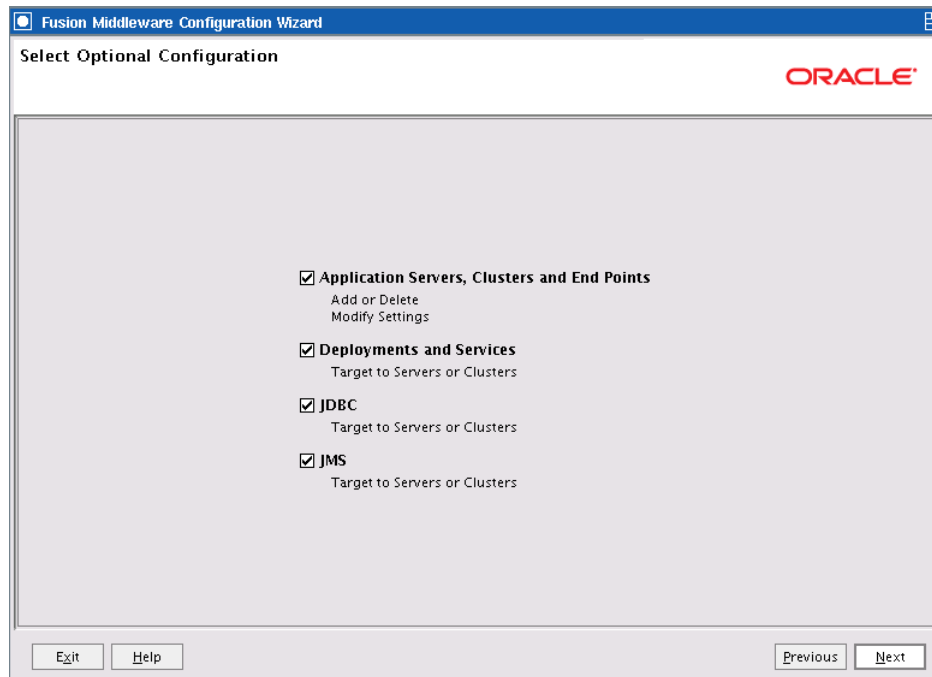 Fusion Middleware Configuration Wizard
Select Optional Configuration
ORACLE
Application Servers, Clusters and End Points
Add or Delete
Modify Settings
Deployments and Services
Target to Servers or Clusters
JDBC
Target to Servers or Clusters
JMS
Target to Servers or Clusters
Exit
Help
Previous
Next